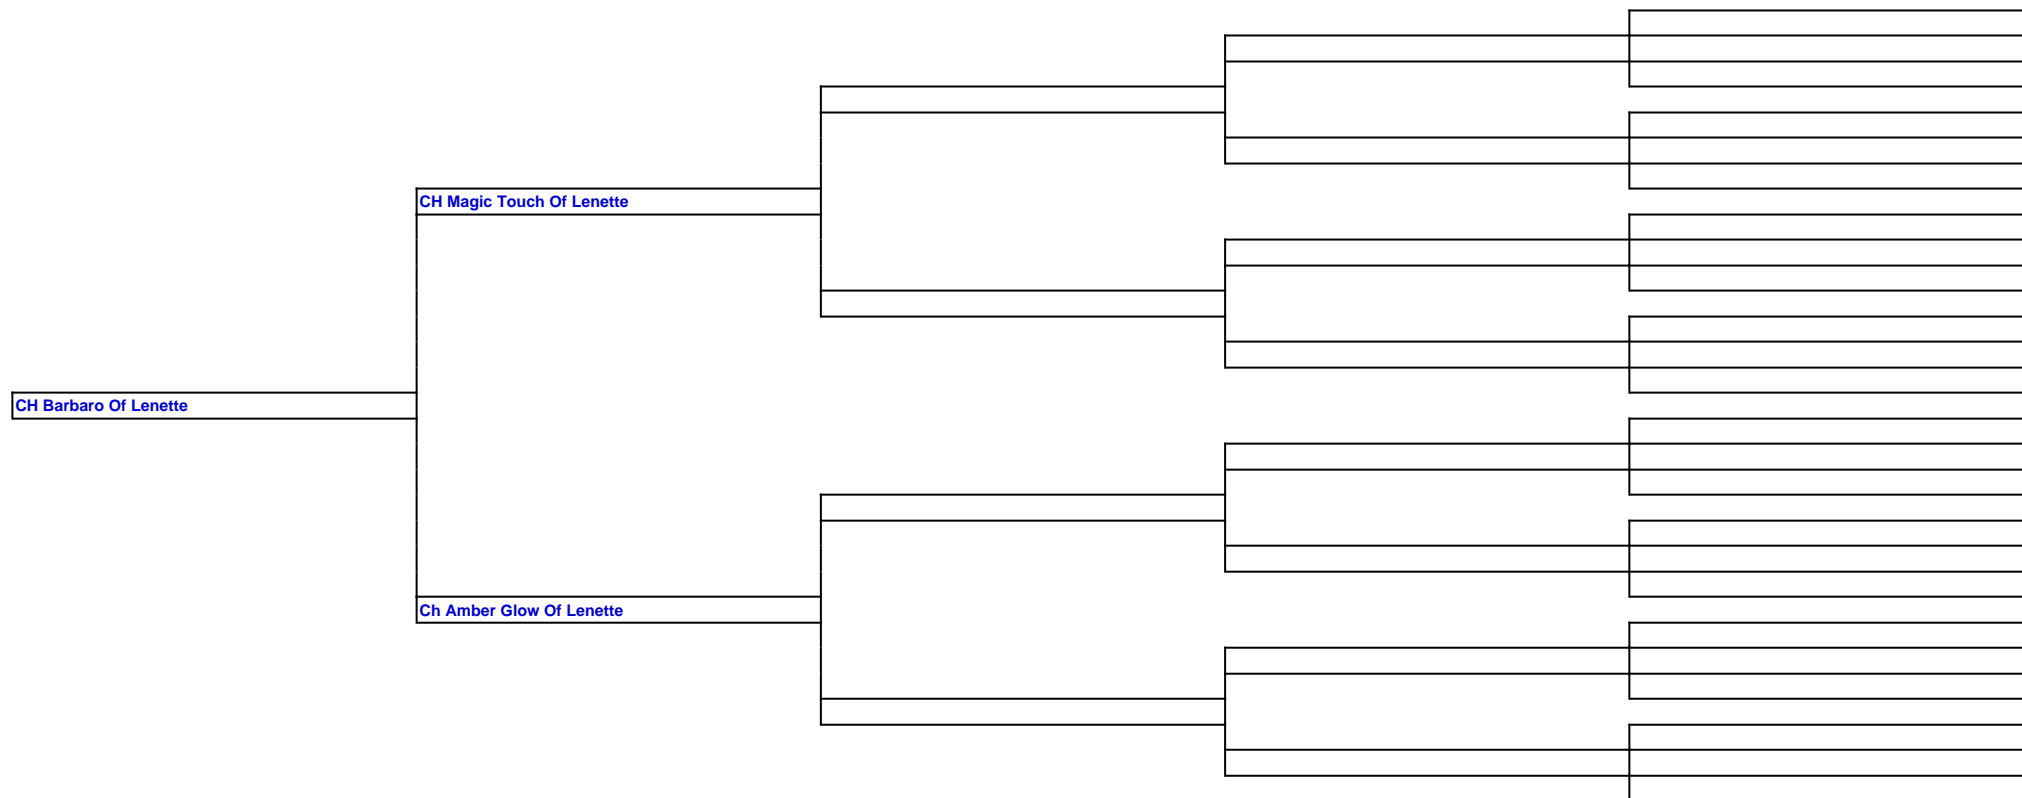 CH Magic Touch Of Lenette
CH Barbaro Of Lenette
Ch Amber Glow Of Lenette